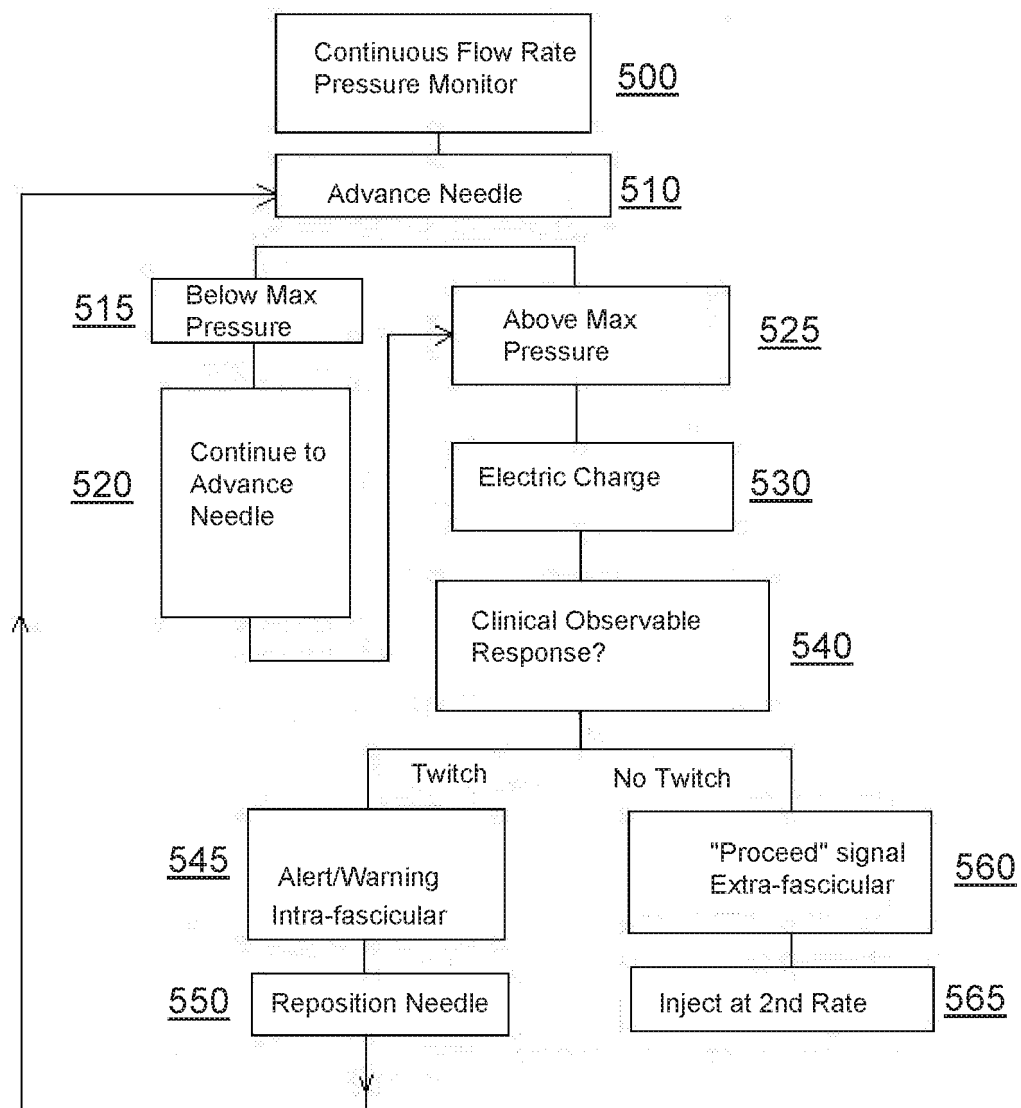 Continuous Flow Rate
Pressure Monitor
500
Advance Needle
510
515
Below Max
Pressure
Above Max
Pressure
525
520
Continue to
Advance
Needle
Electric Charge
530
Clinical Observable
Response?
540
Twitch
No Twitch
545
Alert/Warning
Intra-fascicular
"Proceed" signal
Extra-fascicular
560
550
Reposition Needle
Inject at 2nd Rate
565